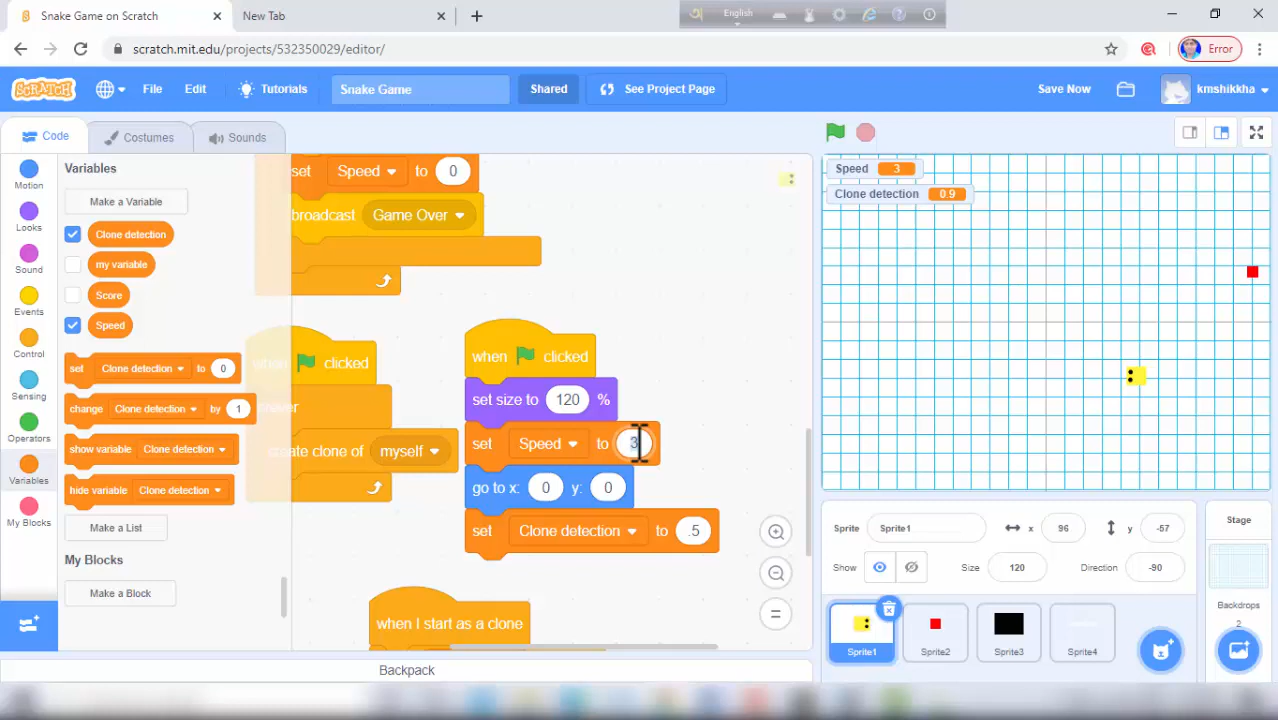 Snake Game on Scratch
New Tab
English
scratch.mit.edu/projects/532350029/editor/
Error
SCRATCH
File
Edit
Tutorials
Snake Game
Shared
See Project Page
Save Now
kmshikkha
Code
Costumes
Sounds
Motion
Looks
Sound
Events
Control
Sensing
Operators
Variables
My Blocks
Variables
Make a Variable
Clone detection
my variable
Score
Speed
set Clone detection to 0
change Clone detection by 1
show variable Clone detection
hide variable Clone detection
Make a List
My Blocks
Make a Block
set Speed to 0
broadcast Game Over
when clicked
forever
create clone of myself
when clicked
set size to 120 %
set Speed to 3
go to x: 0 y: 0
set Clone detection to .5
when I start as a clone
Backpack
Speed 3
Clone detection 0.9
Sprite Sprite1 x 96 y -57
Show Size 120 Direction -90
Sprite1
Sprite2
Sprite3
Sprite4
Stage
Backdrops
2